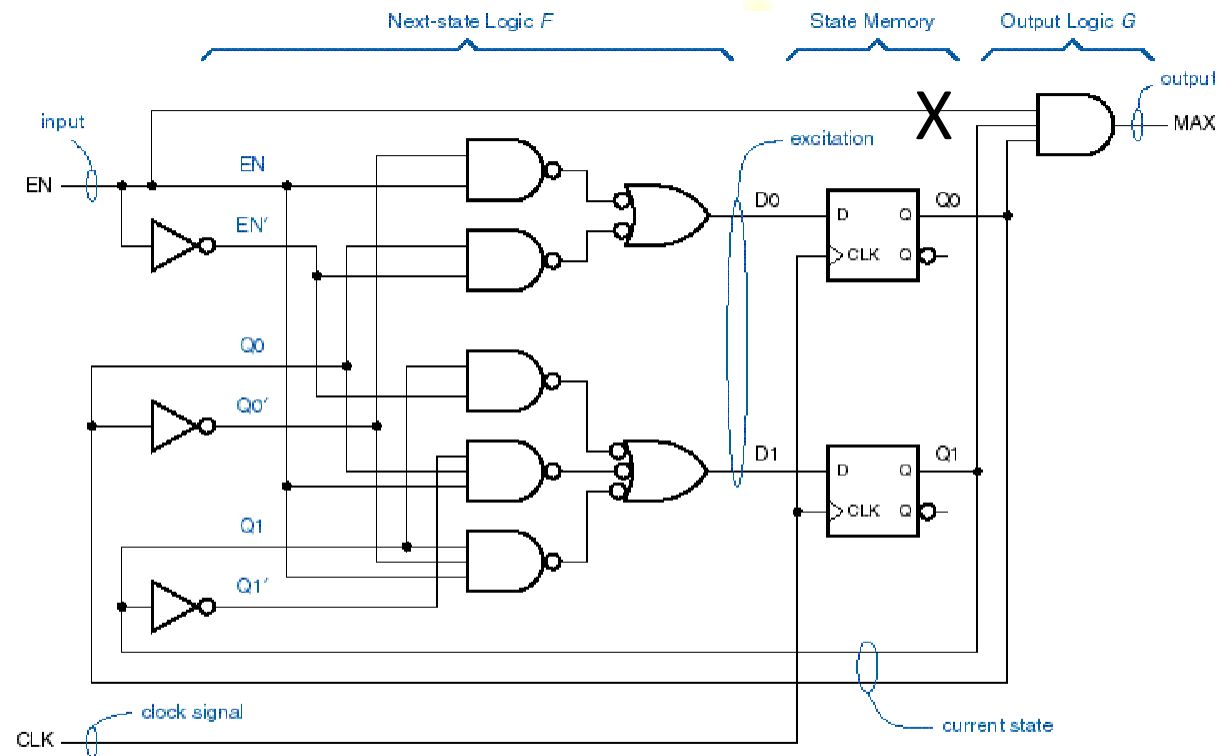 Next-state Logic F
State Memory
Output Logic G
output
input
X
MAX
excitation
EN
EN
EN′
D0
Q0
D Q
CLK Q
Q0
Q0′
D1
Q1
D Q
CLK Q
Q1
Q1′
clock signal
current state
CLK